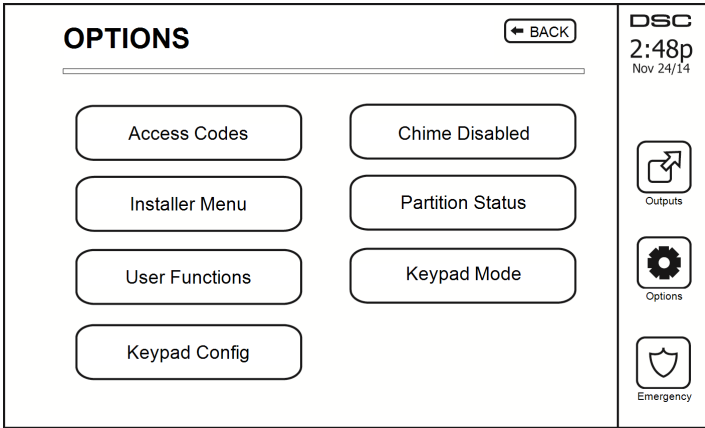 OPTIONS
BACK
DSC
2:48p
Nov 24/14
Access Codes
Chime Disabled
Installer Menu
Partition Status
User Functions
Keypad Mode
Keypad Config
Outputs
Options
Emergency